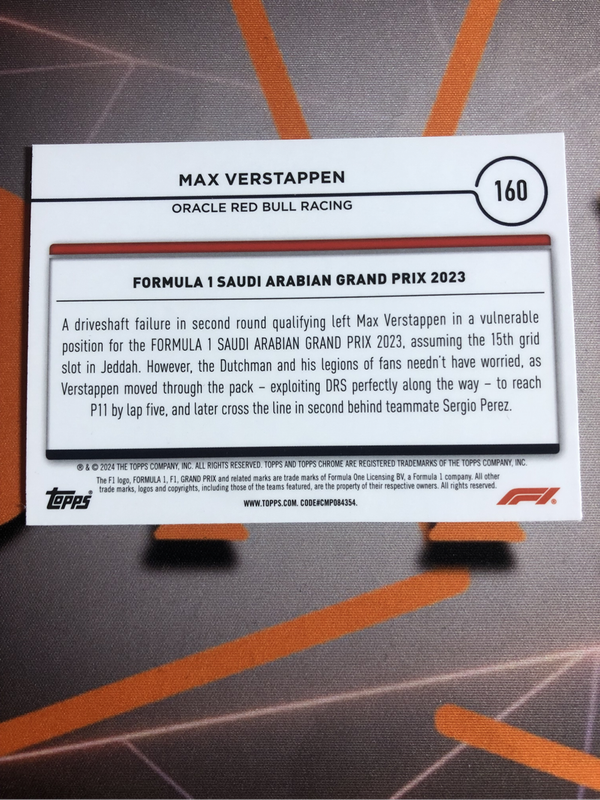 MAX VERSTAPPEN
ORACLE RED BULL RACING
160
FORMULA 1 SAUDI ARABIAN GRAND PRIX 2023
A driveshaft failure in second round qualifying left Max Verstappen in a vulnerable
position for the FORMULA 1 SAUDI ARABIAN GRAND PRIX 2023, assuming the 15th grid
slot in Jeddah. However, the Dutchman and his legions of fans needn't have worried, as
Verstappen moved through the pack – exploiting DRS perfectly along the way – to reach
P11 by lap five, and later cross the line in second behind teammate Sergio Perez.
® & © 2024 THE TOPPS COMPANY, INC. ALL RIGHTS RESERVED. TOPPS AND TOPPS CHROME ARE REGISTERED TRADEMARKS OF THE TOPPS COMPANY, INC.
The F1 logo, FORMULA 1, F1, GRAND PRIX and related marks are trade marks of Formula One Licensing BV, a Formula 1 company. All other
trade marks, logos and copyrights, including those of the teams featured, are the property of their respective owners. All rights reserved.
topps®
WWW.TOPPS.COM. CODE#CMP084354.
F1®